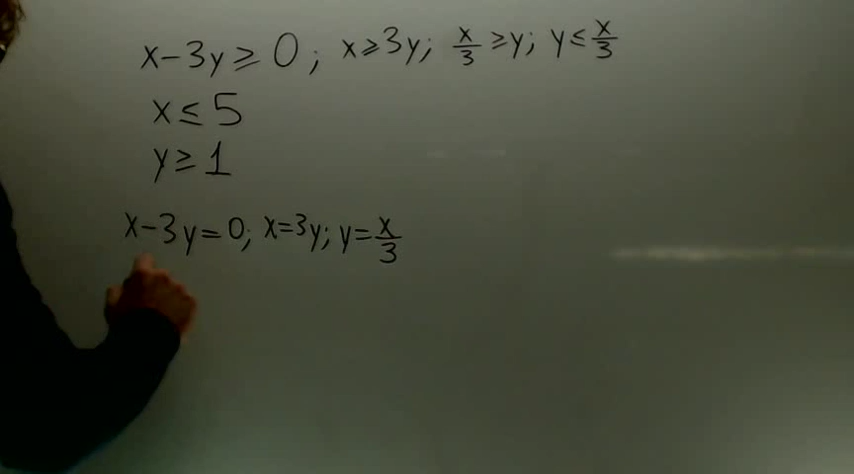 x-3y≥0; x≥3y; x/3≥y; y≤x/3
x≤5
y≥1
x-3y=0; x=3y; y=x/3